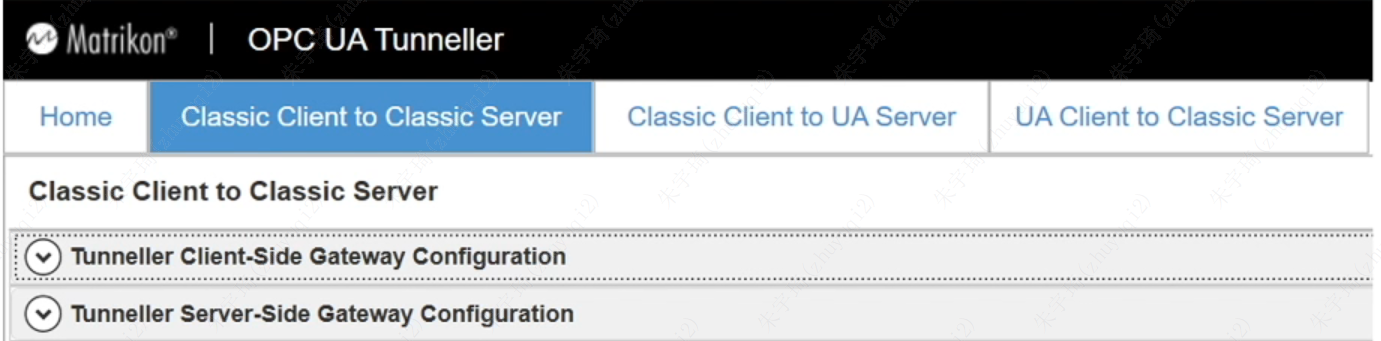 Matrikon® | OPC UA Tunneller
Home Classic Client to Classic Server Classic Client to UA Server UA Client to Classic Server
Classic Client to Classic Server
Tunneller Client-Side Gateway Configuration
Tunneller Server-Side Gateway Configuration